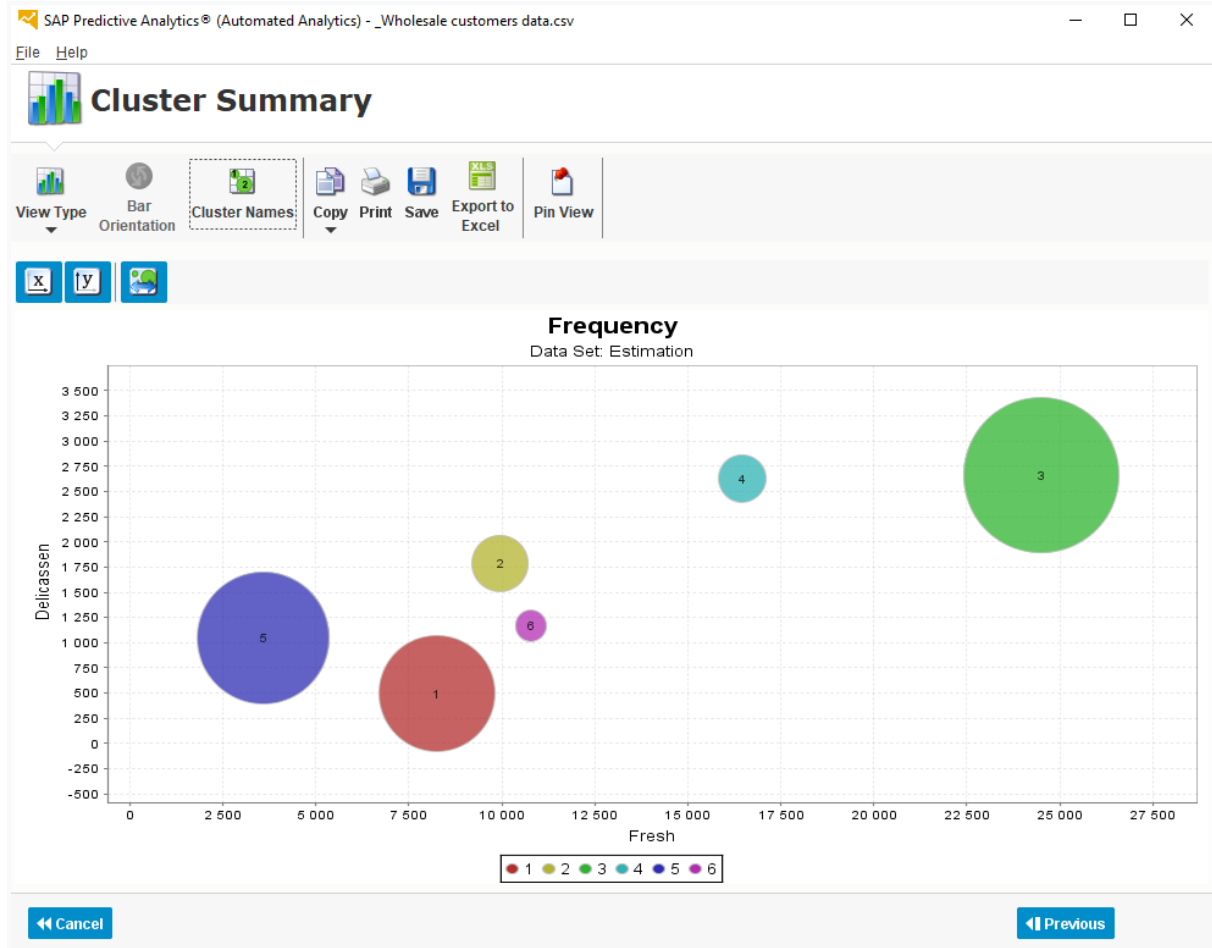 SAP Predictive Analytics® (Automated Analytics) - _Wholesale customers data.csv
File Help
Cluster Summary
View Type
Bar Orientation
Cluster Names
Copy
Print
Save
XLS
Export to Excel
Pin View
1
2
x
y
Frequency
Data Set: Estimation
Delicassen
3 500
3 250
3 000
2 750
2 500
2 250
2 000
1 750
1 500
1 250
1 000
750
500
250
0
-250
-500
3
4
2
6
5
1
0 2 500 5 000 7 500 10 000 12 500 15 000 17 500 20 000 22 500 25 000 27 500
Fresh
1 2 3 4 5 6
Cancel
Previous